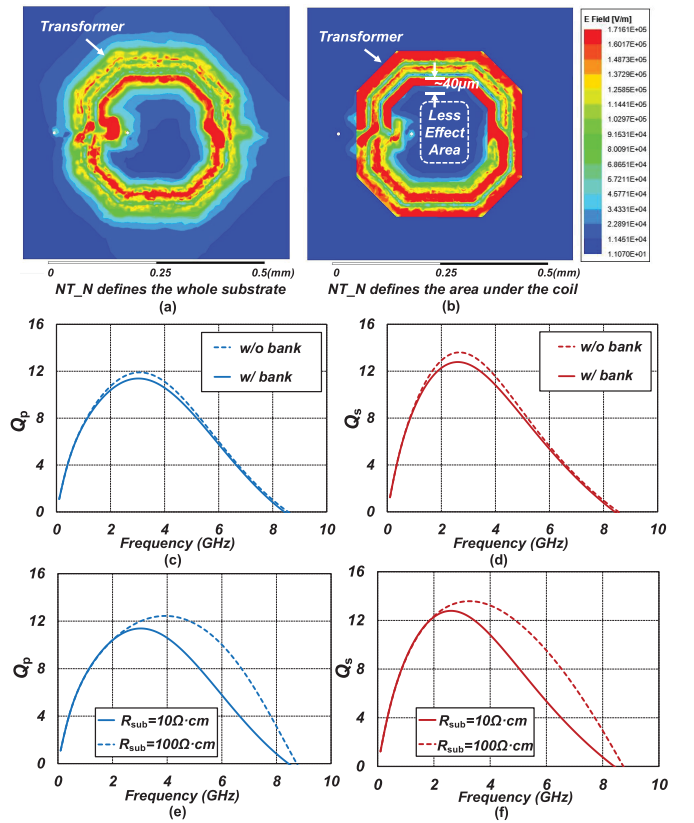 Transformer
0 0.25 0.5(mm)
NT_N defines the whole substrate
(a)
Transformer
~40μm
Less
Effect
Area
0 0.25 0.5(mm)
NT_N defines the area under the coil
(b)
E Field [V/m]
1.7161E+05
1.6017E+05
1.4873E+05
1.3729E+05
1.2585E+05
1.1441E+05
1.0297E+05
9.1531E+04
8.0091E+04
6.8651E+04
5.7211E+04
4.5771E+04
3.4331E+04
2.2891E+04
1.1451E+04
1.1070E+01
16
12
8
4
0
Qp
w/o bank
w/ bank
0 2 4 6 8 10
Frequency (GHz)
(c)
16
12
8
4
0
Qs
w/o bank
w/ bank
0 2 4 6 8 10
Frequency (GHz)
(d)
16
12
8
4
0
Qp
Rsub=10Ω·cm
Rsub=100Ω·cm
0 2 4 6 8 10
Frequency (GHz)
(e)
16
12
8
4
0
Qs
Rsub=10Ω·cm
Rsub=100Ω·cm
0 2 4 6 8 10
Frequency (GHz)
(f)